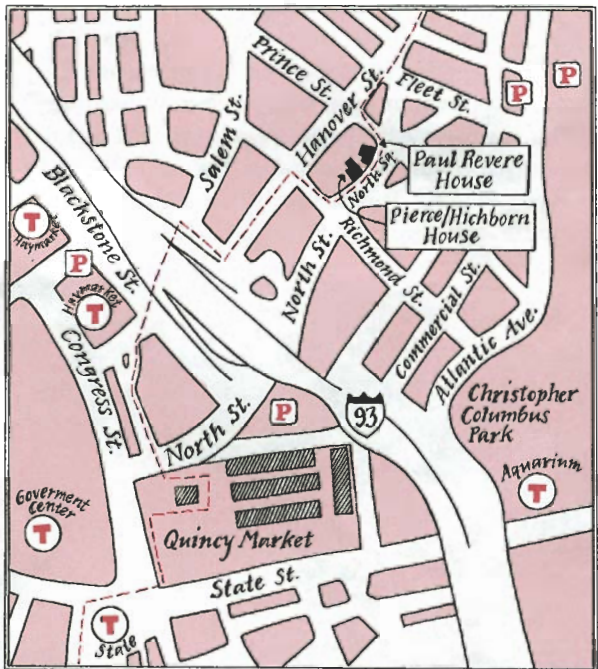 Prince St.
Hanover St.
Fleet St.
P
P
Salem St.
Paul Revere
House
North Sq.
Pierce/Hichborn
House
Blackstone St.
T
Haymarket
P
Haymarket
T
North St.
Richmond St.
Commercial St.
Atlantic Ave.
Congress St.
North St.
P
93
Christopher
Columbus
Park
Aquarium
T
Goverment
Center
T
Quincy Market
State St.
T
State